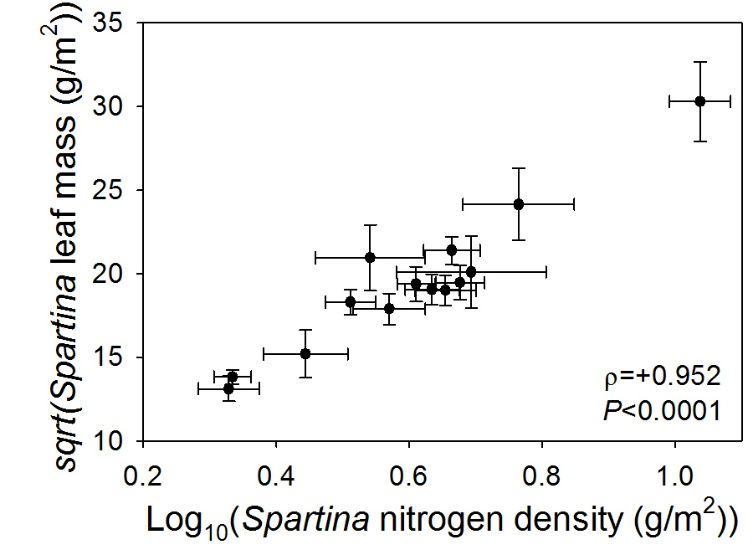 sqrt(Spartina leaf mass (g/m²))
35
30
25
20
15
10
ρ=+0.952
P<0.0001
0.2 0.4 0.6 0.8 1.0
Log₁₀(Spartina nitrogen density (g/m²))